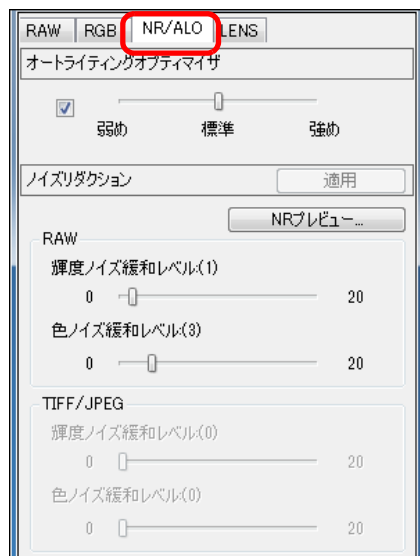 RAW RGB NR/ALO LENS
オートライティングオプティマイザ
弱め 標準 強め
ノイズリダクション 適用
NRプレビュー...
RAW
輝度ノイズ緩和レベル:(1)
0 20
色ノイズ緩和レベル:(3)
0 20
TIFF/JPEG
輝度ノイズ緩和レベル:(0)
0 20
色ノイズ緩和レベル:(0)
0 20